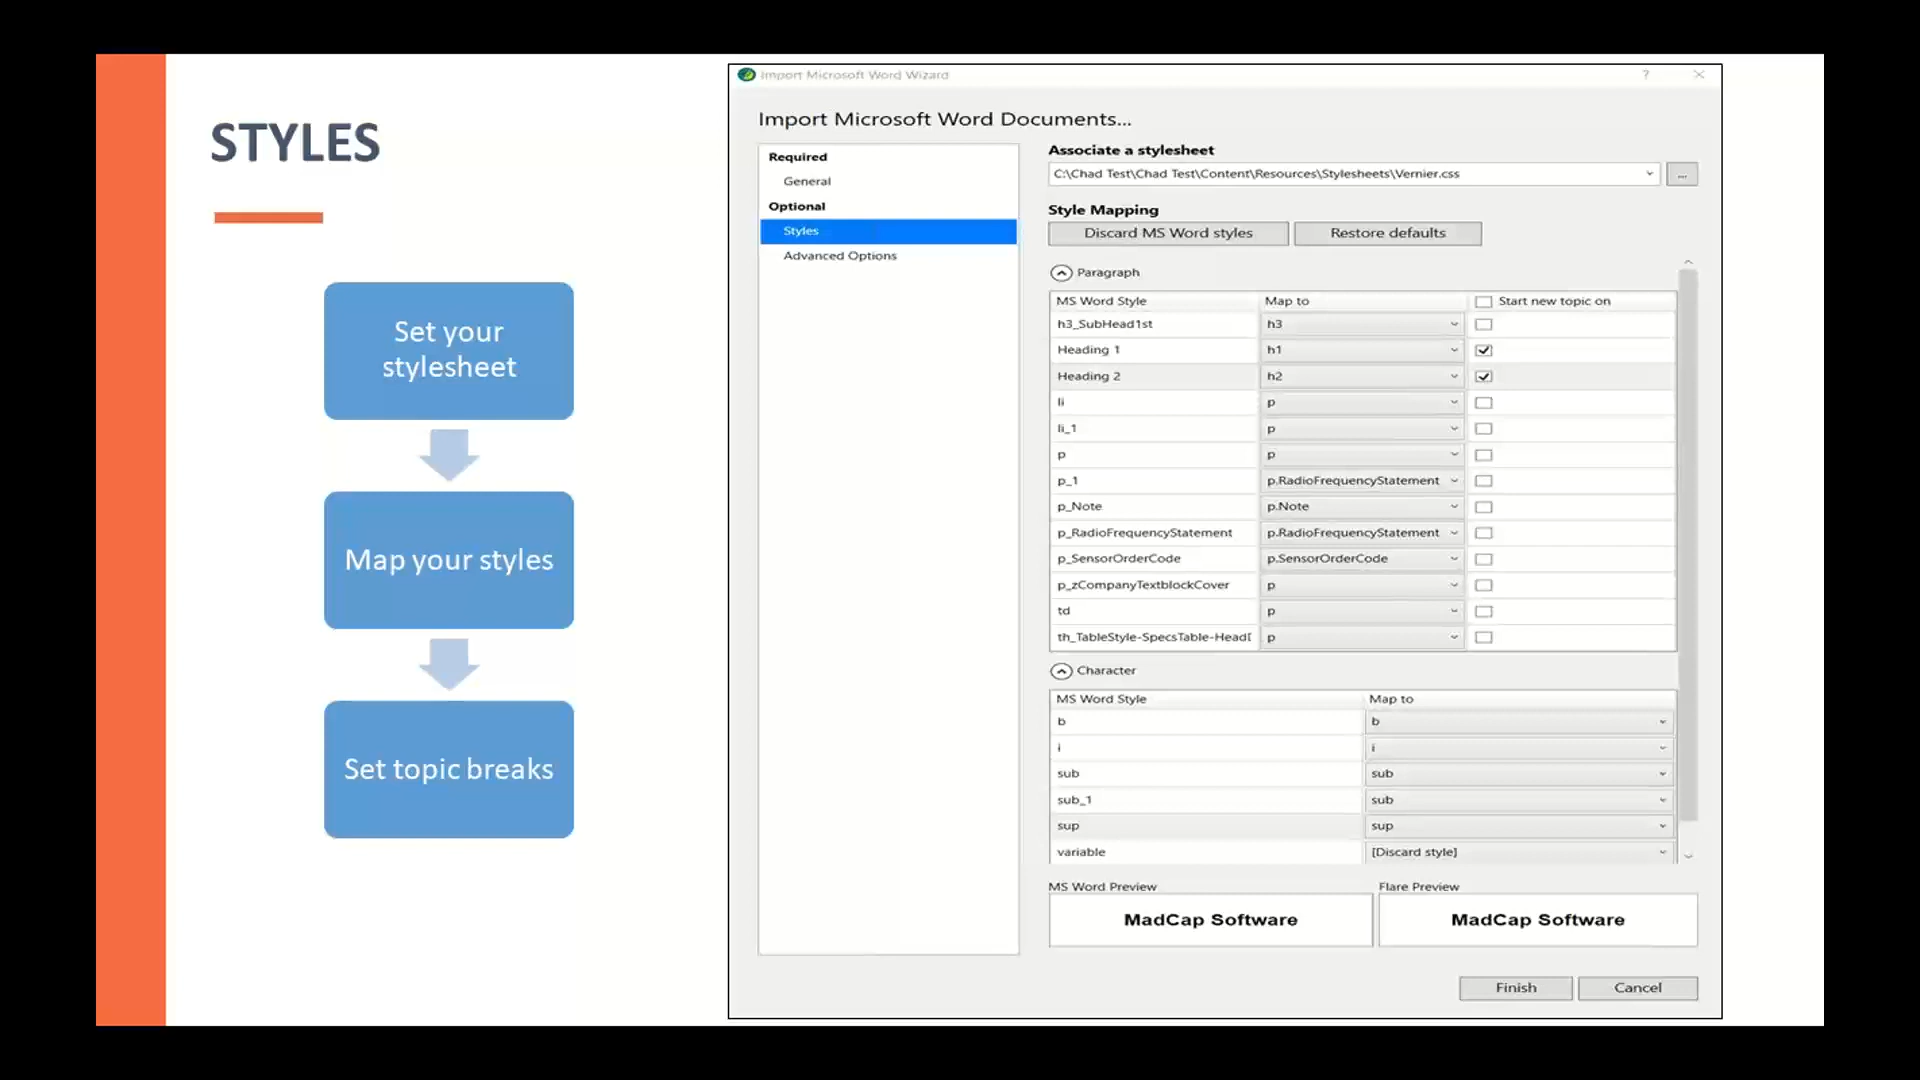 STYLES
Set your
stylesheet
Map your styles
Set topic breaks
Import Microsoft Word Wizard
?
Import Microsoft Word Documents...
Required
General
Optional
Styles
Advanced Options
Associate a stylesheet
C:\Chad Test\Chad Test\Content\Resources\Stylesheets\Vernier.css
...
Style Mapping
Discard MS Word styles Restore defaults
Paragraph
MS Word Style Map to Start new topic on
h3_SubHead1st h3
Heading 1 h1
Heading 2 h2
li p
li_1 p
p p
p_1 p.RadioFrequencyStatement
p_Note p.Note
p_RadioFrequencyStatement p.RadioFrequencyStatement
p_SensorOrderCode p.SensorOrderCode
p_zCompanyTextblockCover p
td p
th_TableStyle-SpecsTable-Head[ p
Character
MS Word Style Map to
b b
i i
sub sub
sub_1 sub
sup sup
variable [Discard style]
MS Word Preview Flare Preview
MadCap Software MadCap Software
Finish Cancel